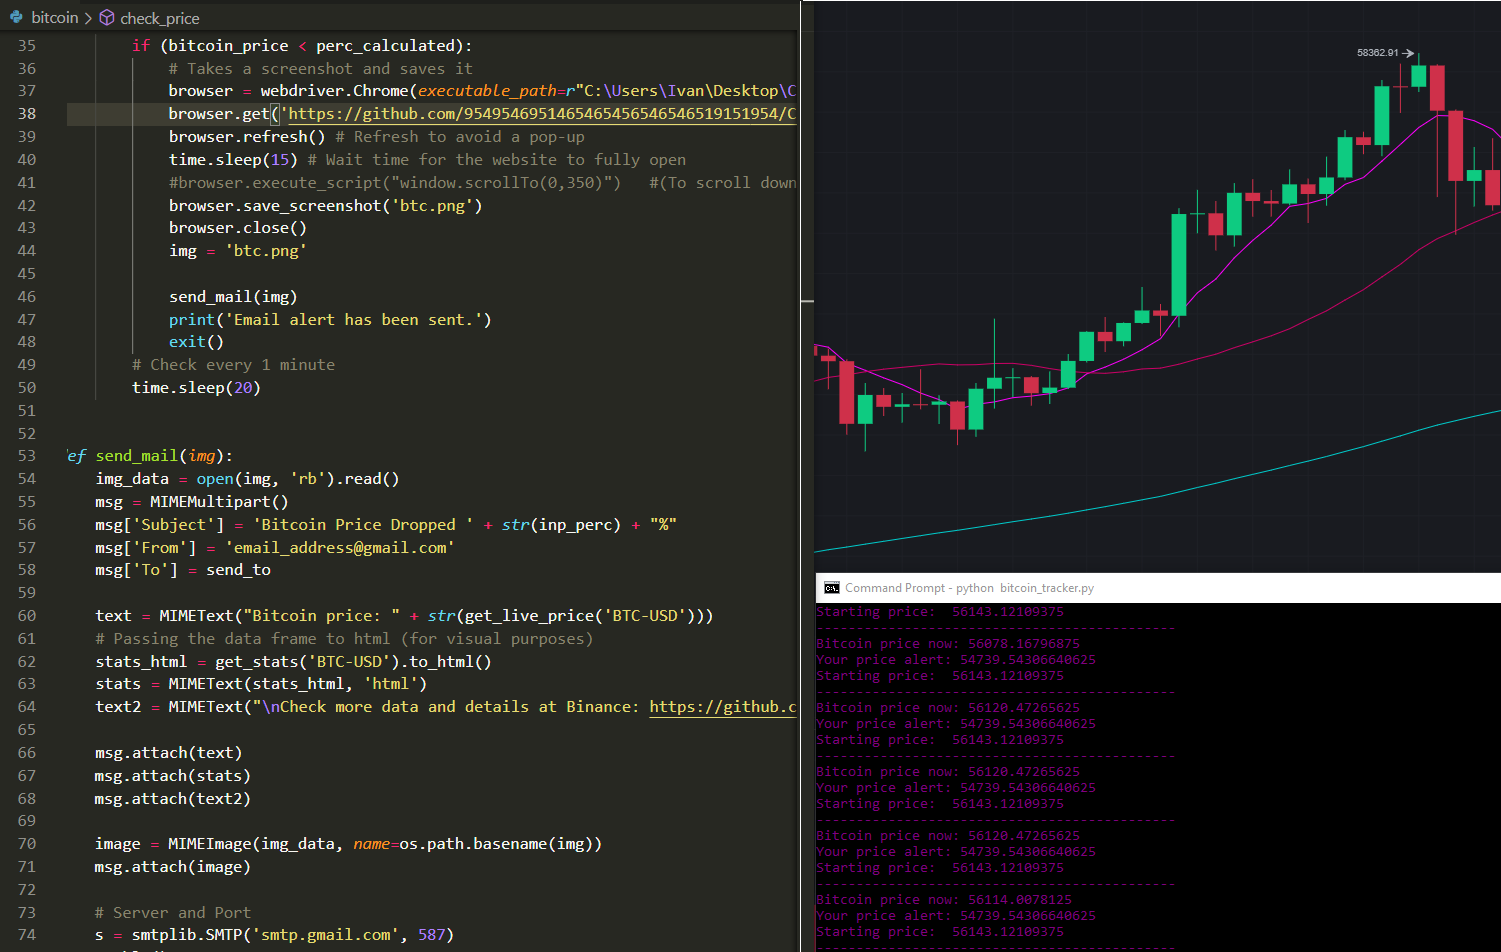 bitcoin > check_price
35 if (bitcoin_price < perc_calculated):
36 # Takes a screenshot and saves it
37 browser = webdriver.Chrome(executable_path=r"C:\Users\Ivan\Desktop\C
38 browser.get('https://github.com/95495469514654654565465465191519​54/C
39 browser.refresh() # Refresh to avoid a pop-up
40 time.sleep(15) # Wait time for the website to fully open
41 #browser.execute_script("window.scrollTo(0,350)") #(To scroll down
42 browser.save_screenshot('btc.png')
43 browser.close()
44 img = 'btc.png'
45
46 send_mail(img)
47 print('Email alert has been sent.')
48 exit()
49 # Check every 1 minute
50 time.sleep(20)
51
52
53 ef send_mail(img):
54 img_data = open(img, 'rb').read()
55 msg = MIMEMultipart()
56 msg['Subject'] = 'Bitcoin Price Dropped ' + str(inp_perc) + "%"
57 msg['From'] = 'email_address@gmail.com'
58 msg['To'] = send_to
59
60 text = MIMEText("Bitcoin price: " + str(get_live_price('BTC-USD')))
61 # Passing the data frame to html (for visual purposes)
62 stats_html = get_stats('BTC-USD').to_html()
63 stats = MIMEText(stats_html, 'html')
64 text2 = MIMEText("\nCheck more data and details at Binance: https://github.c
65
66 msg.attach(text)
67 msg.attach(stats)
68 msg.attach(text2)
69
70 image = MIMEImage(img_data, name=os.path.basename(img))
71 msg.attach(image)
72
73 # Server and Port
74 s = smtplib.SMTP('smtp.gmail.com', 587)
58362.91
Command Prompt - python bitcoin_tracker.py
Starting price: 56143.12109375
---------------------------------------------
Bitcoin price now: 56078.16796875
Your price alert: 54739.54306640625
Starting price: 56143.12109375
---------------------------------------------
Bitcoin price now: 56120.47265625
Your price alert: 54739.54306640625
Starting price: 56143.12109375
---------------------------------------------
Bitcoin price now: 56120.47265625
Your price alert: 54739.54306640625
Starting price: 56143.12109375
---------------------------------------------
Bitcoin price now: 56120.47265625
Your price alert: 54739.54306640625
Starting price: 56143.12109375
---------------------------------------------
Bitcoin price now: 56114.0078125
Your price alert: 54739.54306640625
Starting price: 56143.12109375
---------------------------------------------